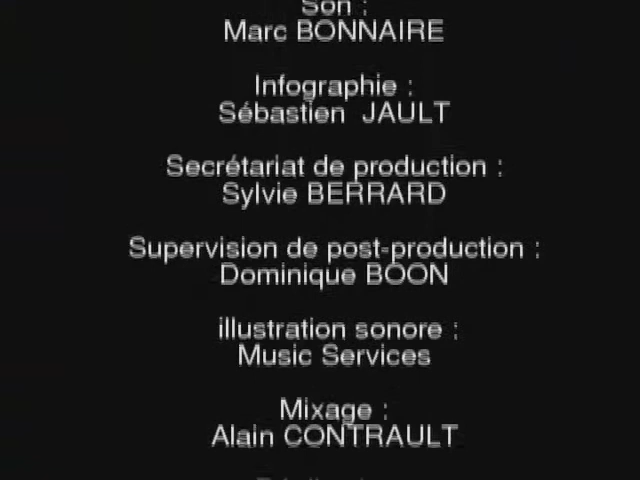 Son :
Marc BONNAIRE
Infographie :
Sébastien JAULT
Secrétariat de production :
Sylvie BERRARD
Supervision de post-production :
Dominique BOON
illustration sonore :
Music Services
Mixage :
Alain CONTRAULT